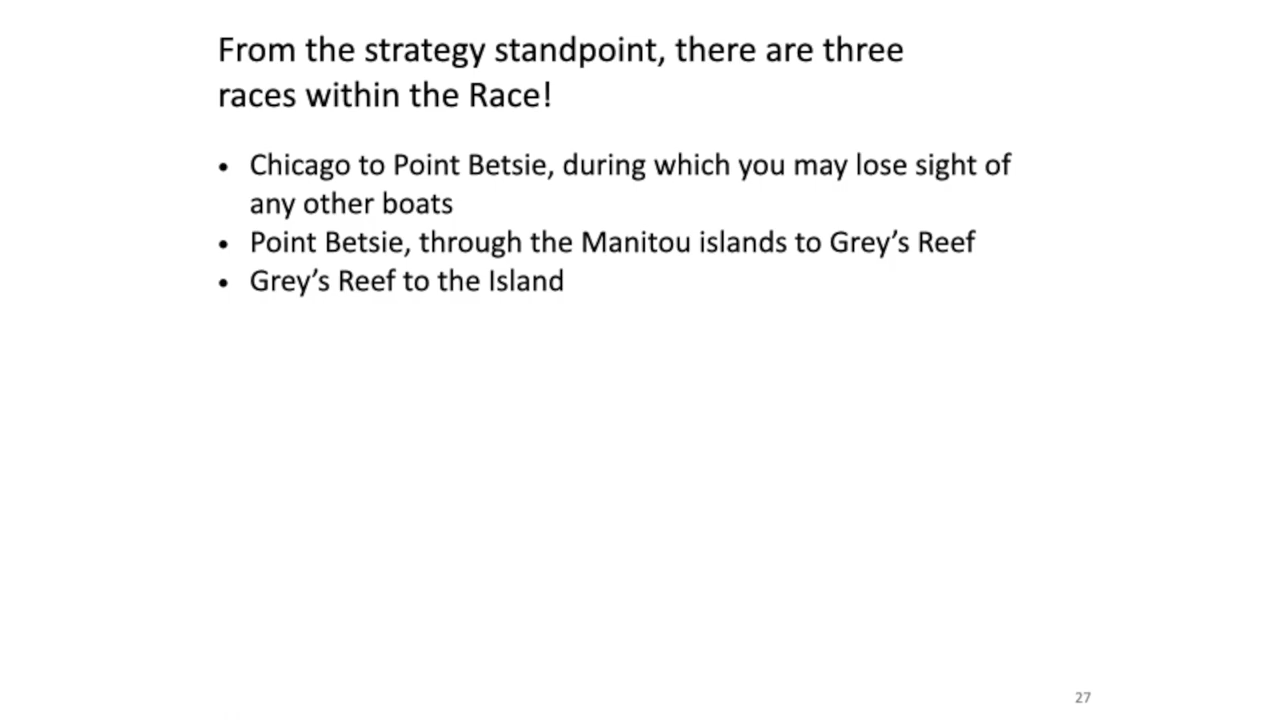 From the strategy standpoint, there are three
races within the Race!
• Chicago to Point Betsie, during which you may lose sight of
any other boats
• Point Betsie, through the Manitou islands to Grey’s Reef
• Grey’s Reef to the Island
27